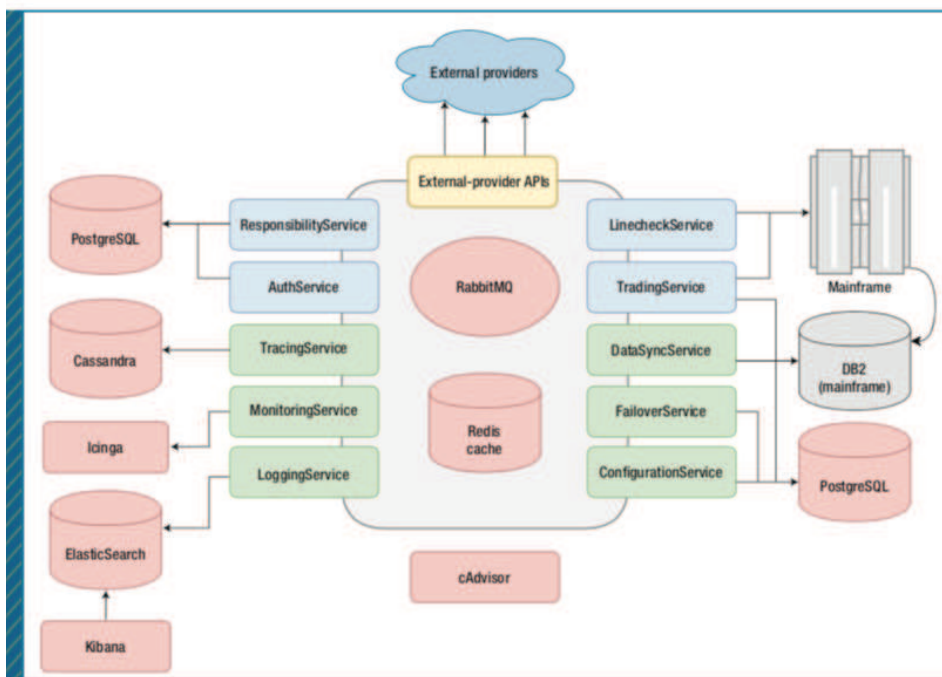 External providers
External-provider APIs
PostgreSQL
ResponsibilityService
LinecheckService
AuthService
RabbitMQ
TradingService
Mainframe
Cassandra
TracingService
DataSyncService
DB2
(mainframe)
Icinga
MonitoringService
Redis
cache
FailoverService
LoggingService
ConfigurationService
PostgreSQL
ElasticSearch
cAdvisor
Kibana